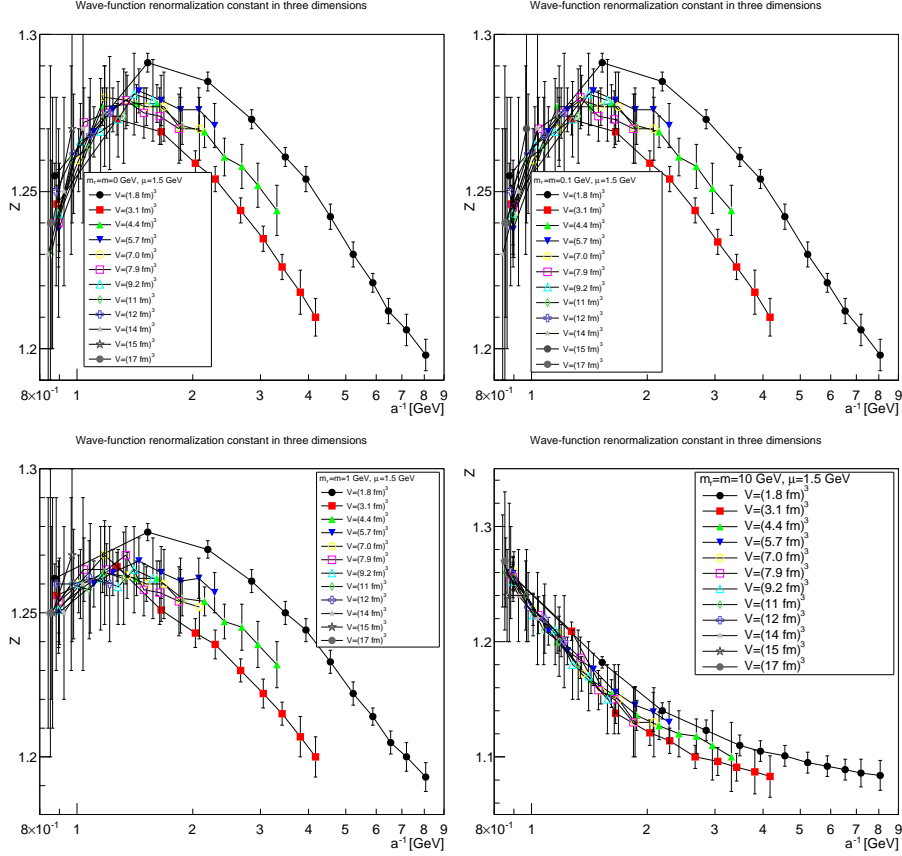 Wave-function renormalization constant in three dimensions
Z
1.3
1.25
1.2
m_r=m=0 GeV, μ=1.5 GeV
V=(1.8 fm)³
V=(3.1 fm)³
V=(4.4 fm)³
V=(5.7 fm)³
V=(7.0 fm)³
V=(7.9 fm)³
V=(9.2 fm)³
V=(11 fm)³
V=(12 fm)³
V=(14 fm)³
V=(15 fm)³
V=(17 fm)³
8×10⁻¹ 1 2 3 4 5 6 7 8 9
a⁻¹ [GeV]
Wave-function renormalization constant in three dimensions
Z
1.3
1.25
1.2
m_r=m=0.1 GeV, μ=1.5 GeV
V=(1.8 fm)³
V=(3.1 fm)³
V=(4.4 fm)³
V=(5.7 fm)³
V=(7.0 fm)³
V=(7.9 fm)³
V=(9.2 fm)³
V=(11 fm)³
V=(12 fm)³
V=(14 fm)³
V=(15 fm)³
V=(17 fm)³
8×10⁻¹ 1 2 3 4 5 6 7 8 9
a⁻¹ [GeV]
Wave-function renormalization constant in three dimensions
Z
1.3
1.25
1.2
m_r=m=1 GeV, μ=1.5 GeV
V=(1.8 fm)³
V=(3.1 fm)³
V=(4.4 fm)³
V=(5.7 fm)³
V=(7.0 fm)³
V=(7.9 fm)³
V=(9.2 fm)³
V=(11 fm)³
V=(12 fm)³
V=(14 fm)³
V=(15 fm)³
V=(17 fm)³
8×10⁻¹ 1 2 3 4 5 6 7 8 9
a⁻¹ [GeV]
Wave-function renormalization constant in three dimensions
Z
1.3
1.2
1.1
m_r=m=10 GeV, μ=1.5 GeV
V=(1.8 fm)³
V=(3.1 fm)³
V=(4.4 fm)³
V=(5.7 fm)³
V=(7.0 fm)³
V=(7.9 fm)³
V=(9.2 fm)³
V=(11 fm)³
V=(12 fm)³
V=(14 fm)³
V=(15 fm)³
V=(17 fm)³
8×10⁻¹ 1 2 3 4 5 6 7 8 9
a⁻¹ [GeV]